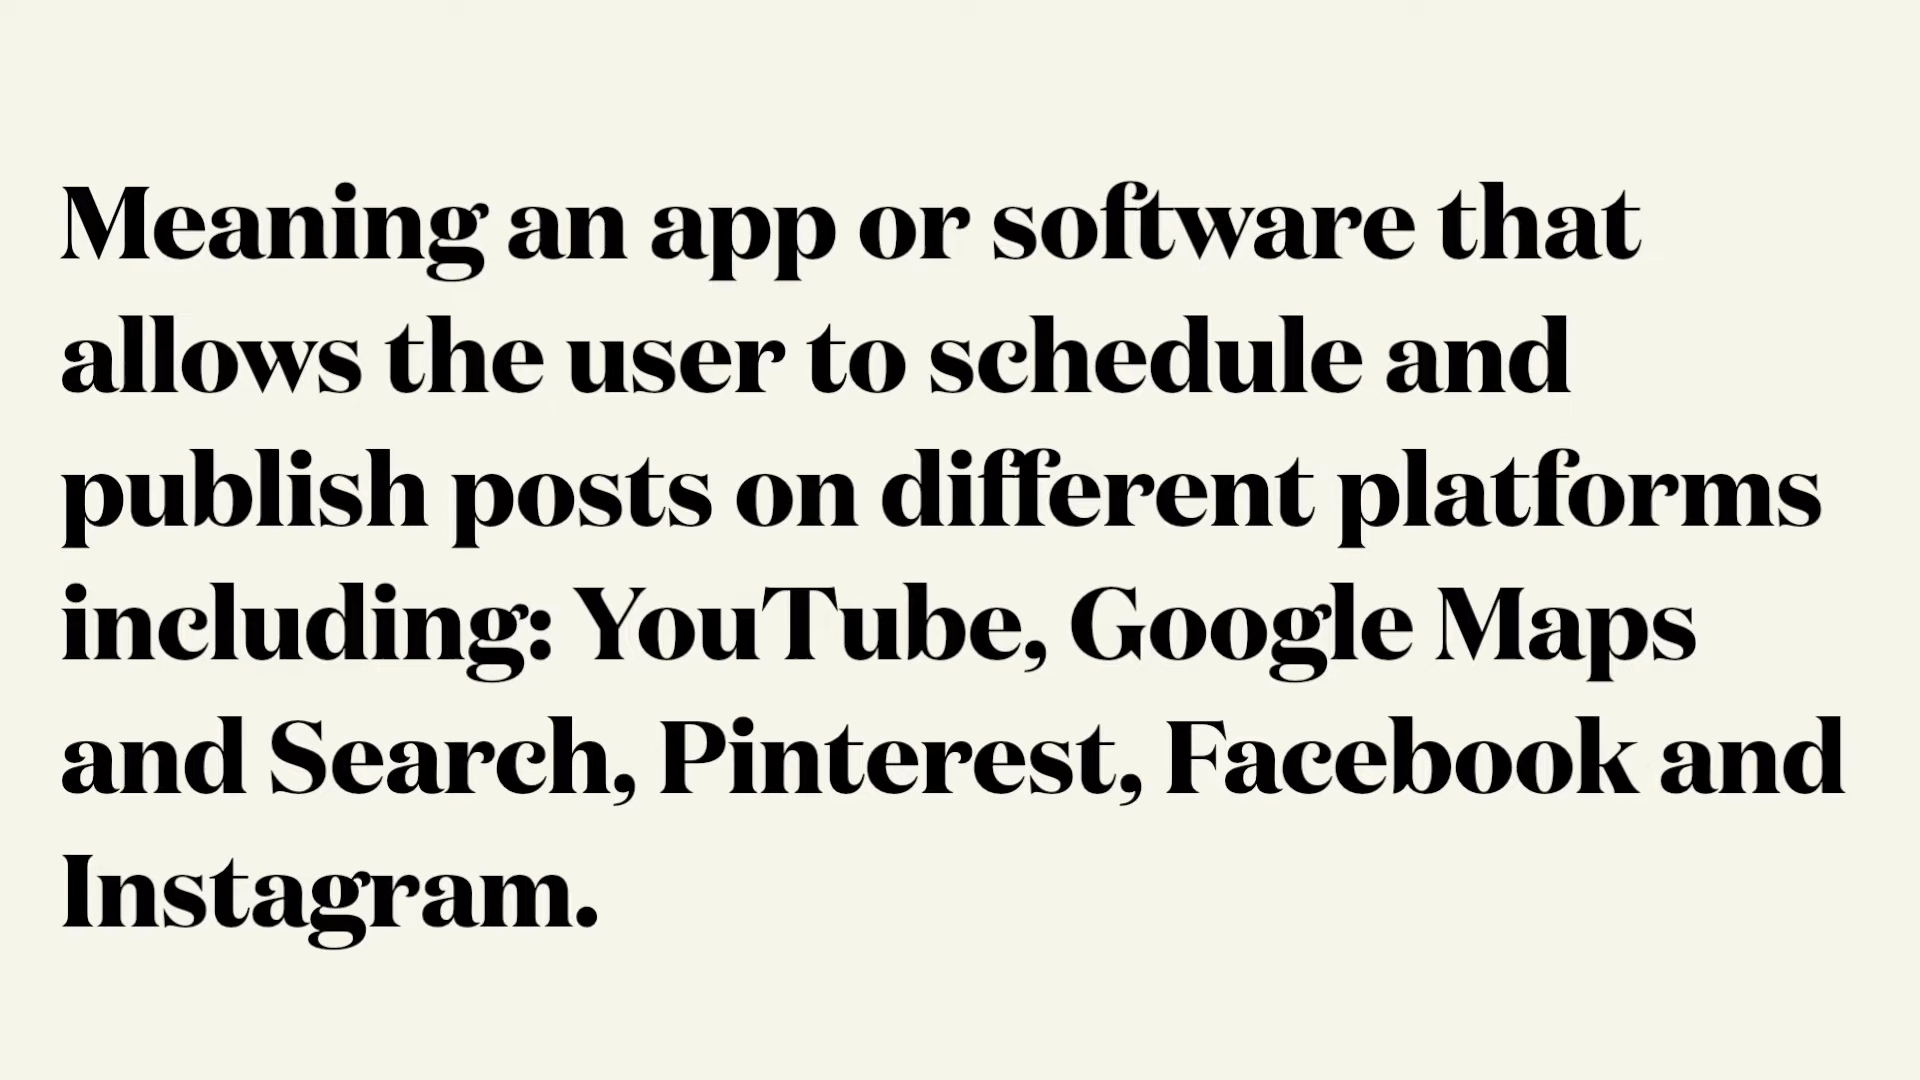 Meaning an app or software that
allows the user to schedule and
publish posts on different platforms
including: YouTube, Google Maps
and Search, Pinterest, Facebook and
Instagram.